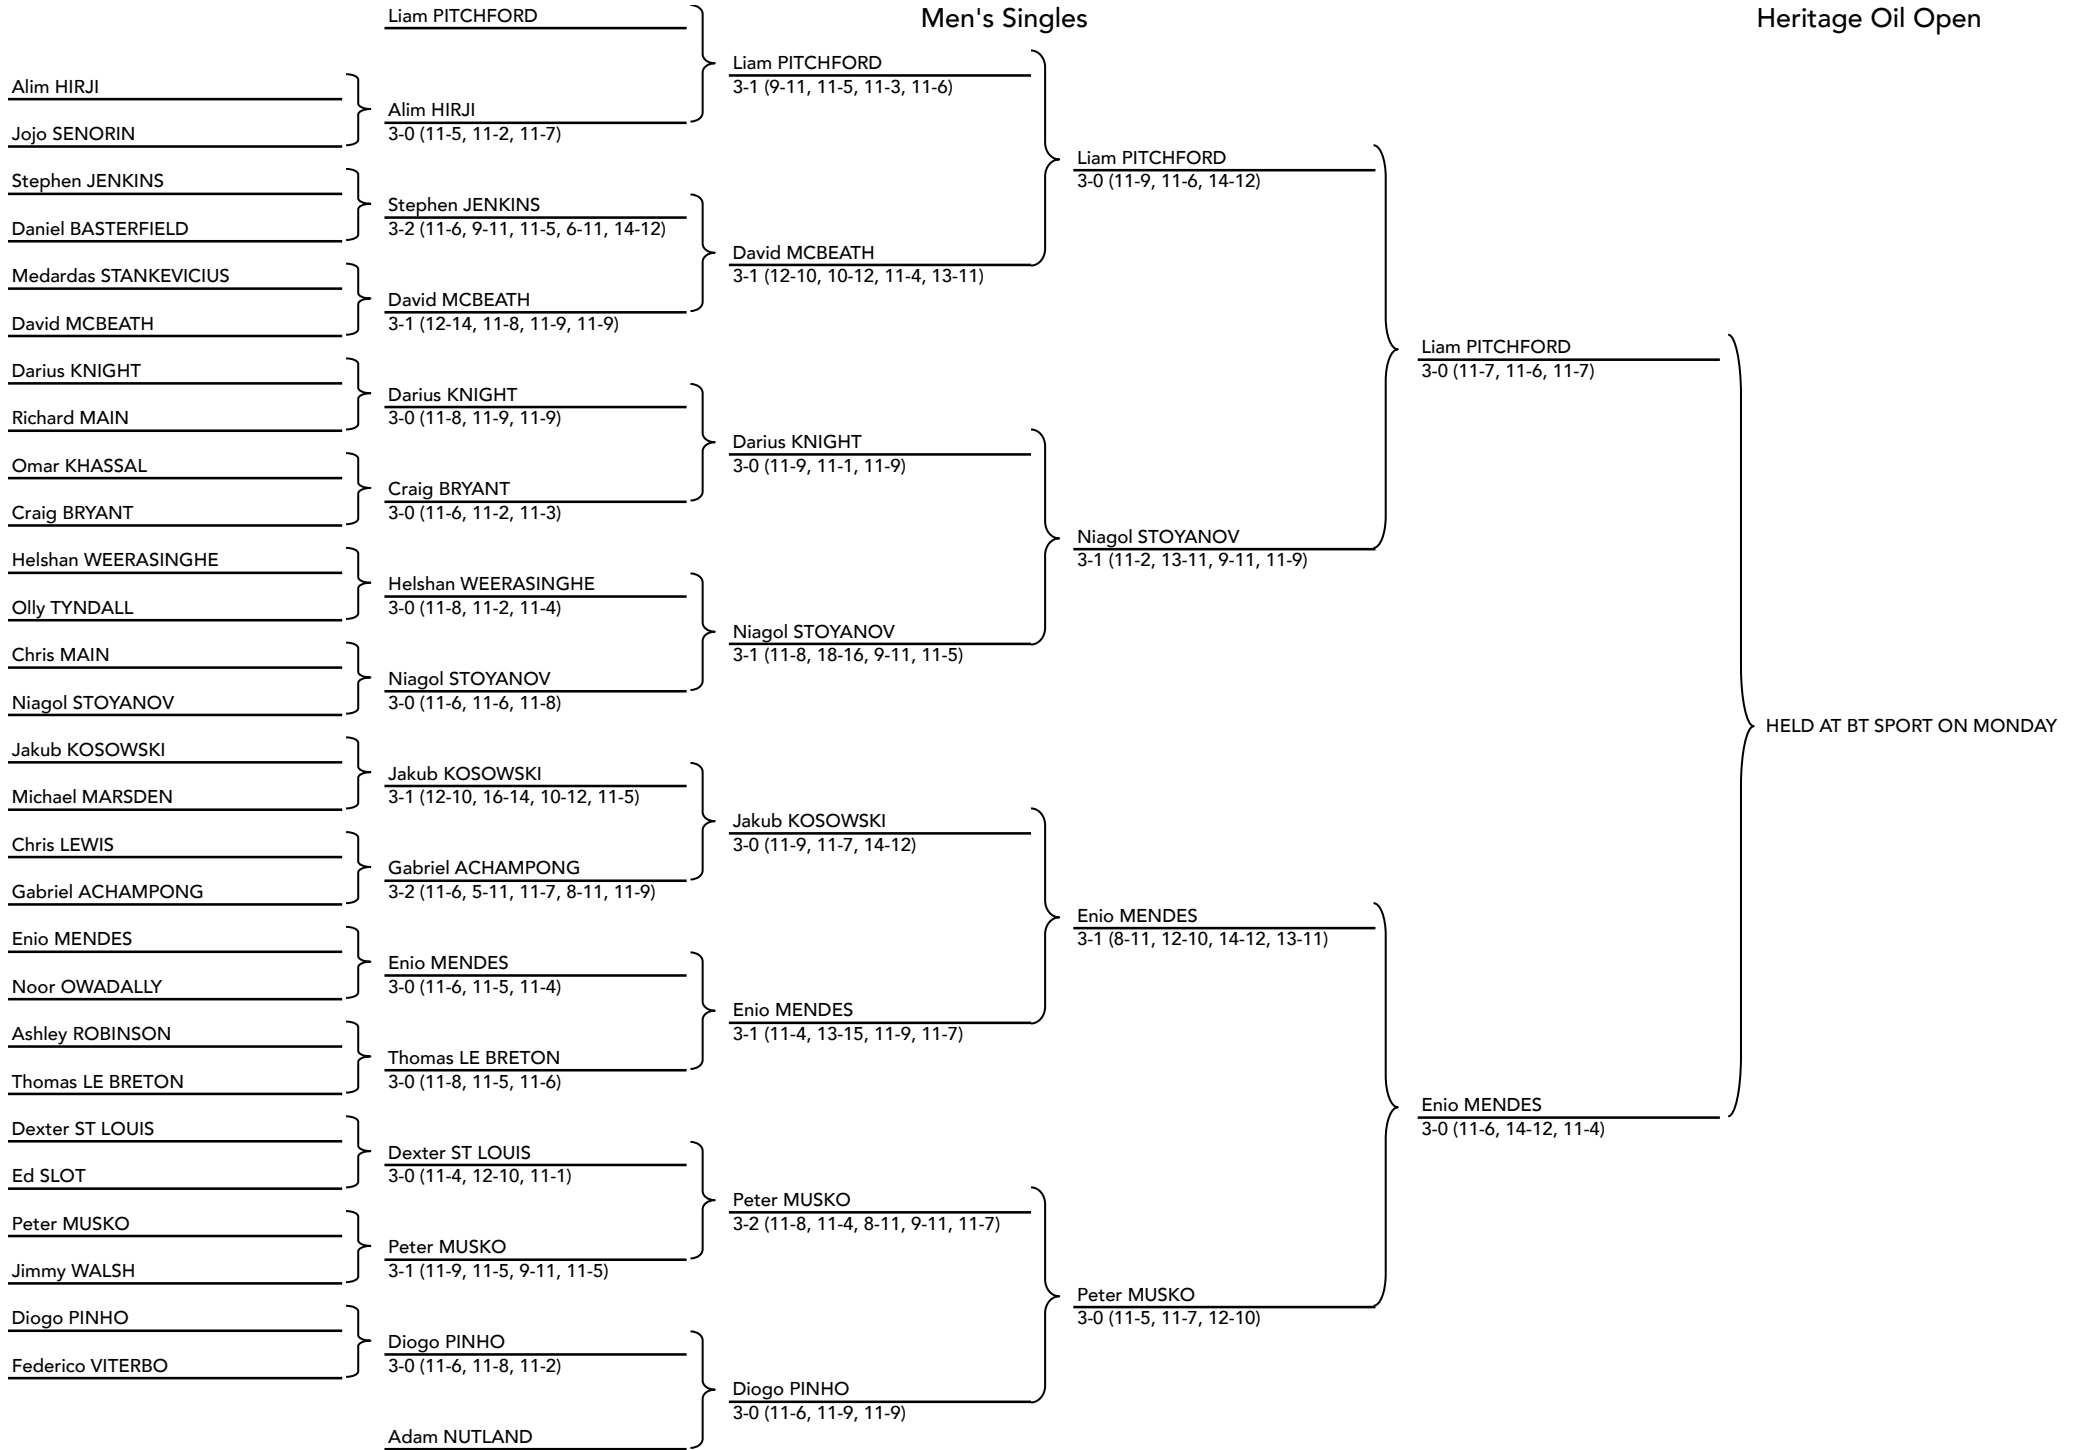 Men's Singles
Heritage Oil Open
Liam PITCHFORD
Alim HIRJI
Jojo SENORIN
Stephen JENKINS
Daniel BASTERFIELD
Medardas STANKEVICIUS
David MCBEATH
Darius KNIGHT
Richard MAIN
Omar KHASSAL
Craig BRYANT
Helshan WEERASINGHE
Olly TYNDALL
Chris MAIN
Niagol STOYANOV
Jakub KOSOWSKI
Michael MARSDEN
Chris LEWIS
Gabriel ACHAMPONG
Enio MENDES
Noor OWADALLY
Ashley ROBINSON
Thomas LE BRETON
Dexter ST LOUIS
Ed SLOT
Peter MUSKO
Jimmy WALSH
Diogo PINHO
Federico VITERBO
Alim HIRJI
3-0 (11-5, 11-2, 11-7)
Stephen JENKINS
3-2 (11-6, 9-11, 11-5, 6-11, 14-12)
David MCBEATH
3-1 (12-14, 11-8, 11-9, 11-9)
Darius KNIGHT
3-0 (11-8, 11-9, 11-9)
Craig BRYANT
3-0 (11-6, 11-2, 11-3)
Helshan WEERASINGHE
3-0 (11-8, 11-2, 11-4)
Niagol STOYANOV
3-0 (11-6, 11-6, 11-8)
Jakub KOSOWSKI
3-1 (12-10, 16-14, 10-12, 11-5)
Gabriel ACHAMPONG
3-2 (11-6, 5-11, 11-7, 8-11, 11-9)
Enio MENDES
3-0 (11-6, 11-5, 11-4)
Thomas LE BRETON
3-0 (11-8, 11-5, 11-6)
Dexter ST LOUIS
3-0 (11-4, 12-10, 11-1)
Peter MUSKO
3-1 (11-9, 11-5, 9-11, 11-5)
Diogo PINHO
3-0 (11-6, 11-8, 11-2)
Adam NUTLAND
Liam PITCHFORD
3-1 (9-11, 11-5, 11-3, 11-6)
David MCBEATH
3-1 (12-10, 10-12, 11-4, 13-11)
Darius KNIGHT
3-0 (11-9, 11-1, 11-9)
Niagol STOYANOV
3-1 (11-8, 18-16, 9-11, 11-5)
Jakub KOSOWSKI
3-0 (11-9, 11-7, 14-12)
Enio MENDES
3-1 (11-4, 13-15, 11-9, 11-7)
Peter MUSKO
3-2 (11-8, 11-4, 8-11, 9-11, 11-7)
Diogo PINHO
3-0 (11-6, 11-9, 11-9)
Liam PITCHFORD
3-0 (11-9, 11-6, 14-12)
Niagol STOYANOV
3-1 (11-2, 13-11, 9-11, 11-9)
Enio MENDES
3-1 (8-11, 12-10, 14-12, 13-11)
Peter MUSKO
3-0 (11-5, 11-7, 12-10)
Liam PITCHFORD
3-0 (11-7, 11-6, 11-7)
Enio MENDES
3-0 (11-6, 14-12, 11-4)
HELD AT BT SPORT ON MONDAY